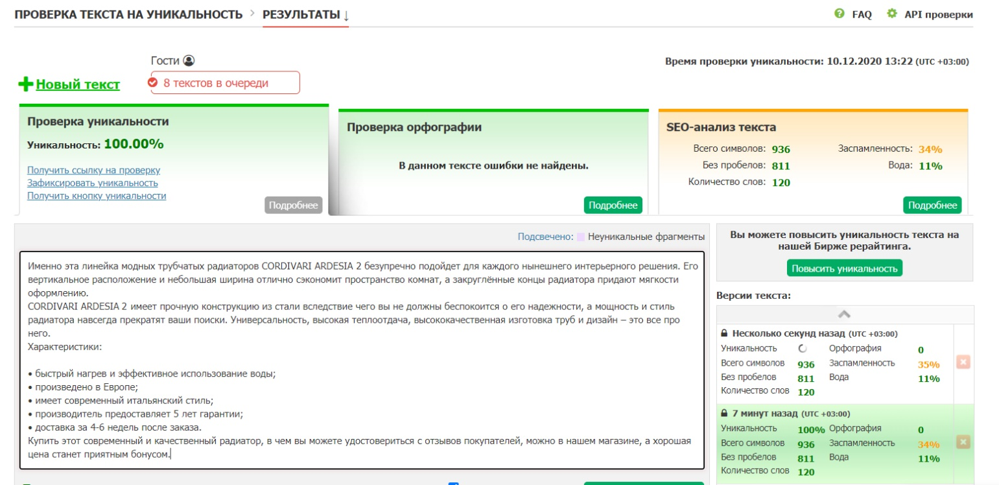 ПРОВЕРКА ТЕКСТА НА УНИКАЛЬНОСТЬ > РЕЗУЛЬТАТЫ ↓
FAQ API проверки
Гости
Время проверки уникальности: 10.12.2020 13:22 (UTC +03:00)
Новый текст
8 текстов в очереди
Проверка уникальности
Уникальность: 100.00%
Получить ссылку на проверку
Зафиксировать уникальность
Получить кнопку уникальности
Подробнее
Проверка орфографии
В данном тексте ошибки не найдены.
Подробнее
SEO-анализ текста
Всего символов: 936 Заспамленность: 34%
Без пробелов: 811 Вода: 11%
Количество слов: 120
Подробнее
Подсвечено: Неуникальные фрагменты
Именно эта линейка модных трубчатых радиаторов CORDIVARI ARDESIA 2 безупречно подойдет для каждого нынешнего интерьерного решения. Его
вертикальное расположение и небольшая ширина отлично сэкономит пространство комнат, а закруглённые концы радиатора придают мягкости
оформлению.
CORDIVARI ARDESIA 2 имеет прочную конструкцию из стали вследствие чего вы не должны беспокоится о его надежности, а мощность и стиль
радиатора навсегда прекратят ваши поиски. Универсальность, высокая теплоотдача, высококачественная изготовка труб и дизайн – это все про
него.
Характеристики:
• быстрый нагрев и эффективное использование воды;
• произведено в Европе;
• имеет современный итальянский стиль;
• производитель предоставляет 5 лет гарантии;
• доставка за 4-6 недель после заказа.
Купить этот современный и качественный радиатор, в чем вы можете удостовериться с отзывов покупателей, можно в нашем магазине, а хорошая
цена станет приятным бонусом.
Вы можете повысить уникальность текста на
нашей Бирже рерайтинга.
Повысить уникальность
Версии текста:
Несколько секунд назад (UTC +03:00)
Уникальность Орфография 0
Всего символов 936 Заспамленность 35%
Без пробелов 811 Вода 11%
Количество слов 120
7 минут назад (UTC +03:00)
Уникальность 100% Орфография 0
Всего символов 936 Заспамленность 34%
Без пробелов 811 Вода 11%
Количество слов 120